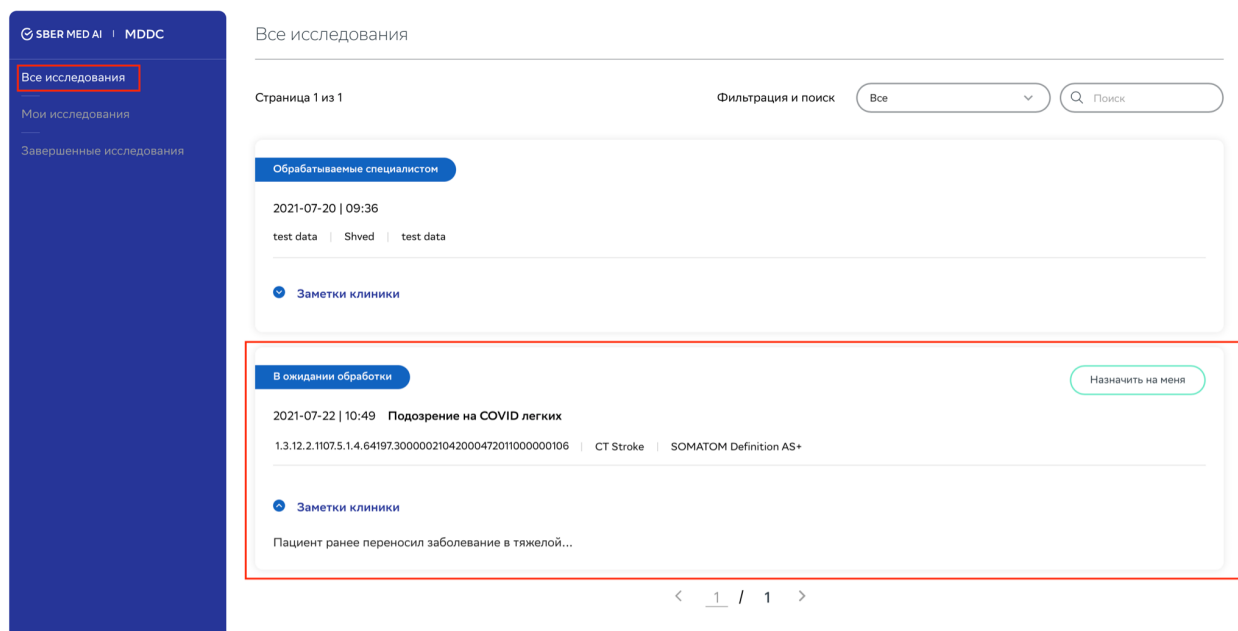 SBER MED AI | MDDC
Все исследования
Мои исследования
Завершенные исследования
Все исследования
Страница 1 из 1
Фильтрация и поиск
Все
Поиск
Обрабатываемые специалистом
2021-07-20 | 09:36
test data | Shved | test data
Заметки клиники
В ожидании обработки
Назначить на меня
2021-07-22 | 10:49 Подозрение на COVID легких
1.3.12.2.1107.5.1.4.64197.30000021042000472011000000106 | CT Stroke | SOMATOM Definition AS+
Заметки клиники
Пациент ранее переносил заболевание в тяжелой...
< 1 / 1 >